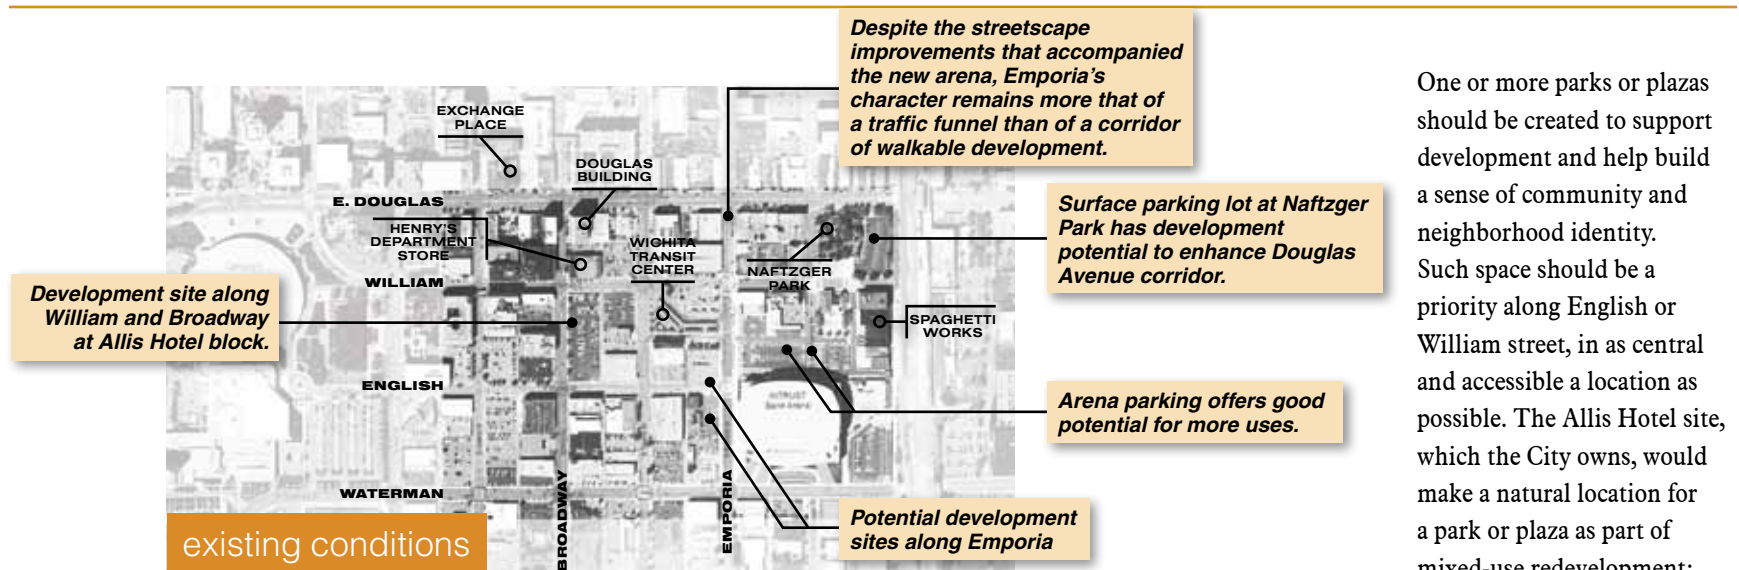 Despite the streetscape
improvements that accompanied
the new arena, Emporia's
character remains more that of
a traffic funnel than of a corridor
of walkable development.
EXCHANGE
PLACE
DOUGLAS
BUILDING
E. DOUGLAS
HENRY'S
DEPARTMENT
STORE
WICHITA
TRANSIT
CENTER
NAFTZGER
PARK
WILLIAM
SPAGHETTI
WORKS
ENGLISH
INTRUST
Bank Arena
WATERMAN
BROADWAY
EMPORIA
existing conditions
Surface parking lot at Naftzger
Park has development
potential to enhance Douglas
Avenue corridor.
Development site along
William and Broadway
at Allis Hotel block.
Arena parking offers good
potential for more uses.
Potential development
sites along Emporia
One or more parks or plazas
should be created to support
development and help build
a sense of community and
neighborhood identity.
Such space should be a
priority along English or
William street, in as central
and accessible a location as
possible. The Allis Hotel site,
which the City owns, would
make a natural location for
a park or plaza as part of
mixed-use redevelopment;